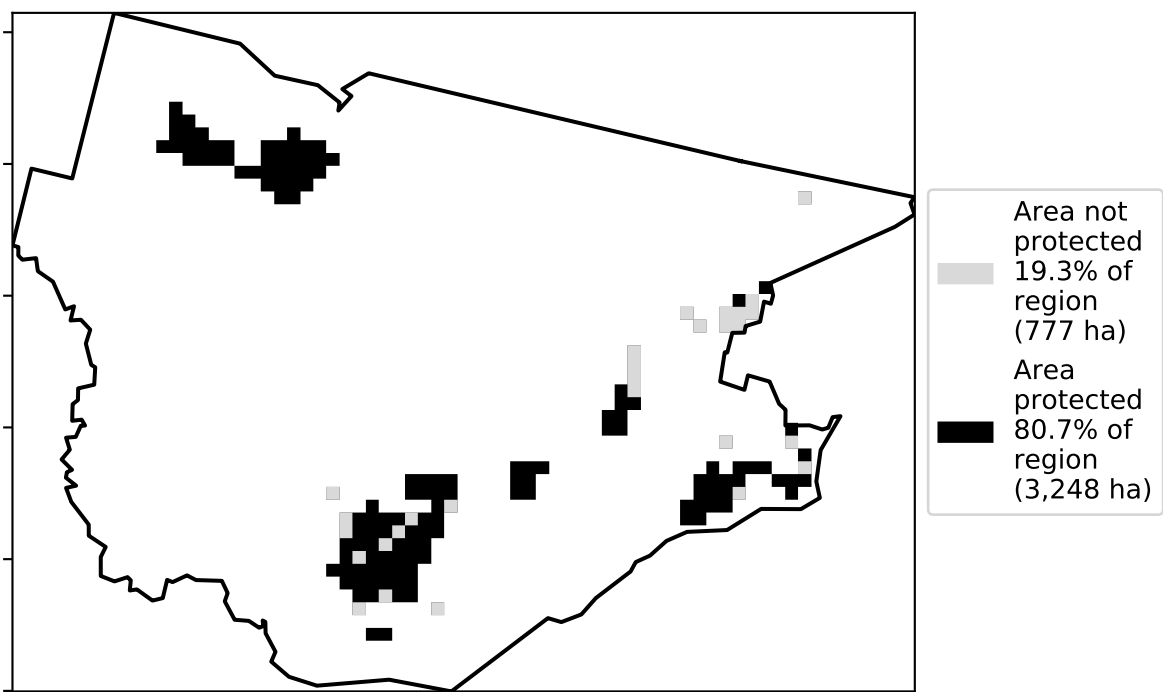 Area not
protected
19.3% of
region
(777 ha)
Area
protected
80.7% of
region
(3,248 ha)